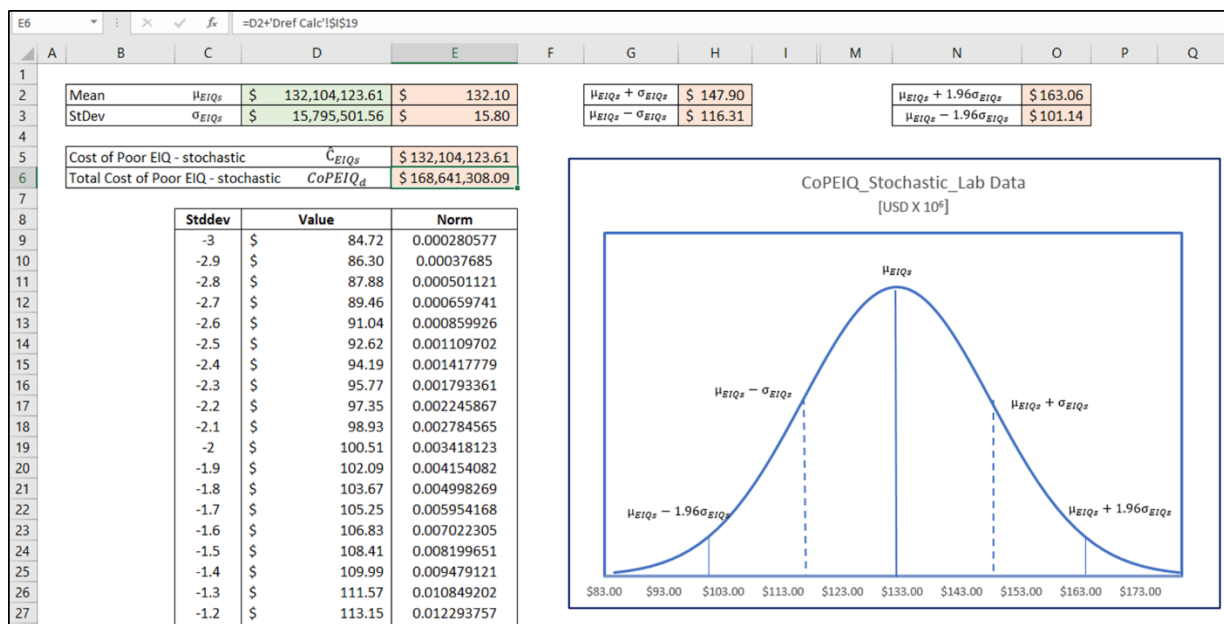 E6 fx =D2+'Dref Calc'!$I$19
A B C D E F G H I M N O P Q
1
2 Mean μEIQs $ 132,104,123.61 $ 132.10 μEIQs + σEIQs $ 147.90 μEIQs + 1.96σEIQs $163.06
3 StDev σEIQs $ 15,795,501.56 $ 15.80 μEIQs − σEIQs $ 116.31 μEIQs − 1.96σEIQs $101.14
4
5 Cost of Poor EIQ - stochastic ĈEIQs $ 132,104,123.61
6 Total Cost of Poor EIQ - stochastic CoPEIQd $ 168,641,308.09
7
8 Stddev Value Norm
9 -3 $ 84.72 0.000280577
10 -2.9 $ 86.30 0.00037685
11 -2.8 $ 87.88 0.000501121
12 -2.7 $ 89.46 0.000659741
13 -2.6 $ 91.04 0.000859926
14 -2.5 $ 92.62 0.001109702
15 -2.4 $ 94.19 0.001417779
16 -2.3 $ 95.77 0.001793361
17 -2.2 $ 97.35 0.002245867
18 -2.1 $ 98.93 0.002784565
19 -2 $ 100.51 0.003418123
20 -1.9 $ 102.09 0.004154082
21 -1.8 $ 103.67 0.004998269
22 -1.7 $ 105.25 0.005954168
23 -1.6 $ 106.83 0.007022305
24 -1.5 $ 108.41 0.008199651
25 -1.4 $ 109.99 0.009479121
26 -1.3 $ 111.57 0.010849202
27 -1.2 $ 113.15 0.012293757
CoPEIQ_Stochastic_Lab Data
[USD X 10⁶]
μEIQs
μEIQs − σEIQs
μEIQs + σEIQs
μEIQs − 1.96σEIQs
μEIQs + 1.96σEIQs
$83.00 $93.00 $103.00 $113.00 $123.00 $133.00 $143.00 $153.00 $163.00 $173.00